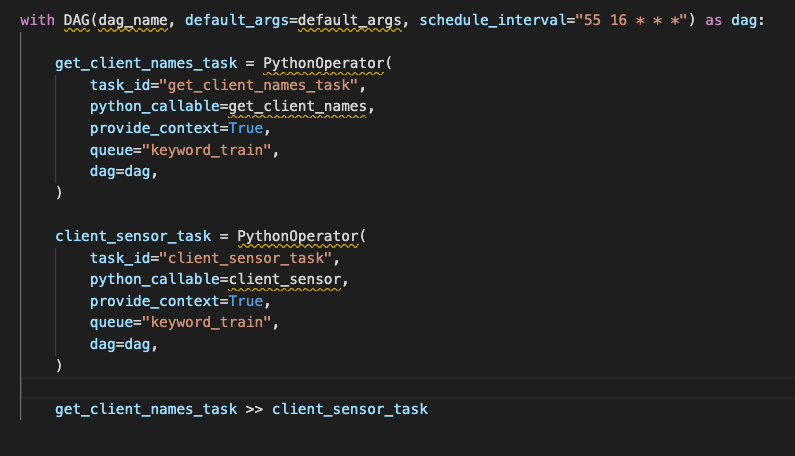 with DAG(dag_name, default_args=default_args, schedule_interval="55 16 * * *") as dag:
get_client_names_task = PythonOperator(
task_id="get_client_names_task",
python_callable=get_client_names,
provide_context=True,
queue="keyword_train",
dag=dag,
)
client_sensor_task = PythonOperator(
task_id="client_sensor_task",
python_callable=client_sensor,
provide_context=True,
queue="keyword_train",
dag=dag,
)
get_client_names_task >> client_sensor_task